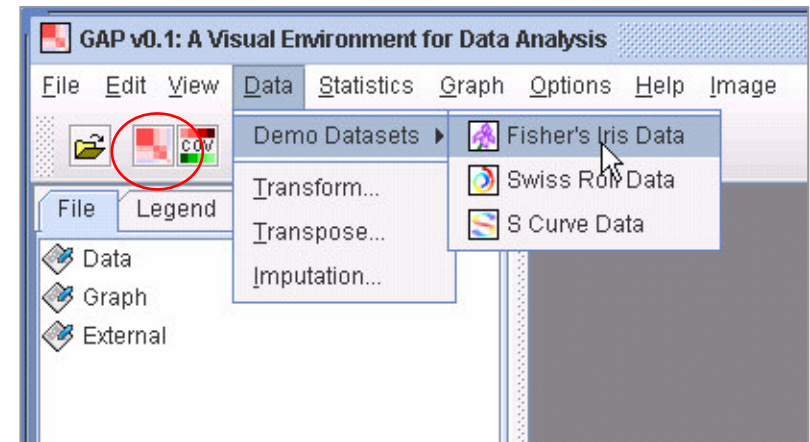 GAP v0.1: A Visual Environment for Data Analysis
File Edit View Data Statistics Graph Options Help Image
COV
Demo Datasets
Fisher's Iris Data
Swiss Roll Data
S Curve Data
Transform...
Transpose...
Imputation...
File Legend
Data
Graph
External